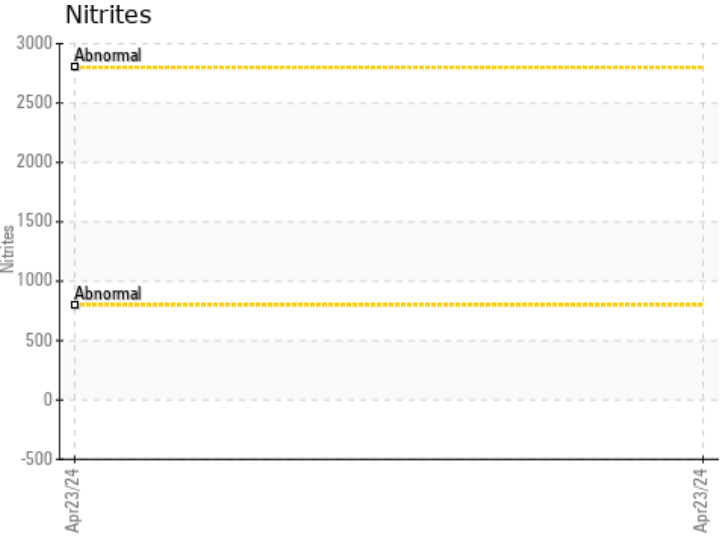 Nitrites
3000
Abnormal
2500
2000
1500
Nitrites
1000
Abnormal
500
0
-500
Apr23/24
Apr23/24